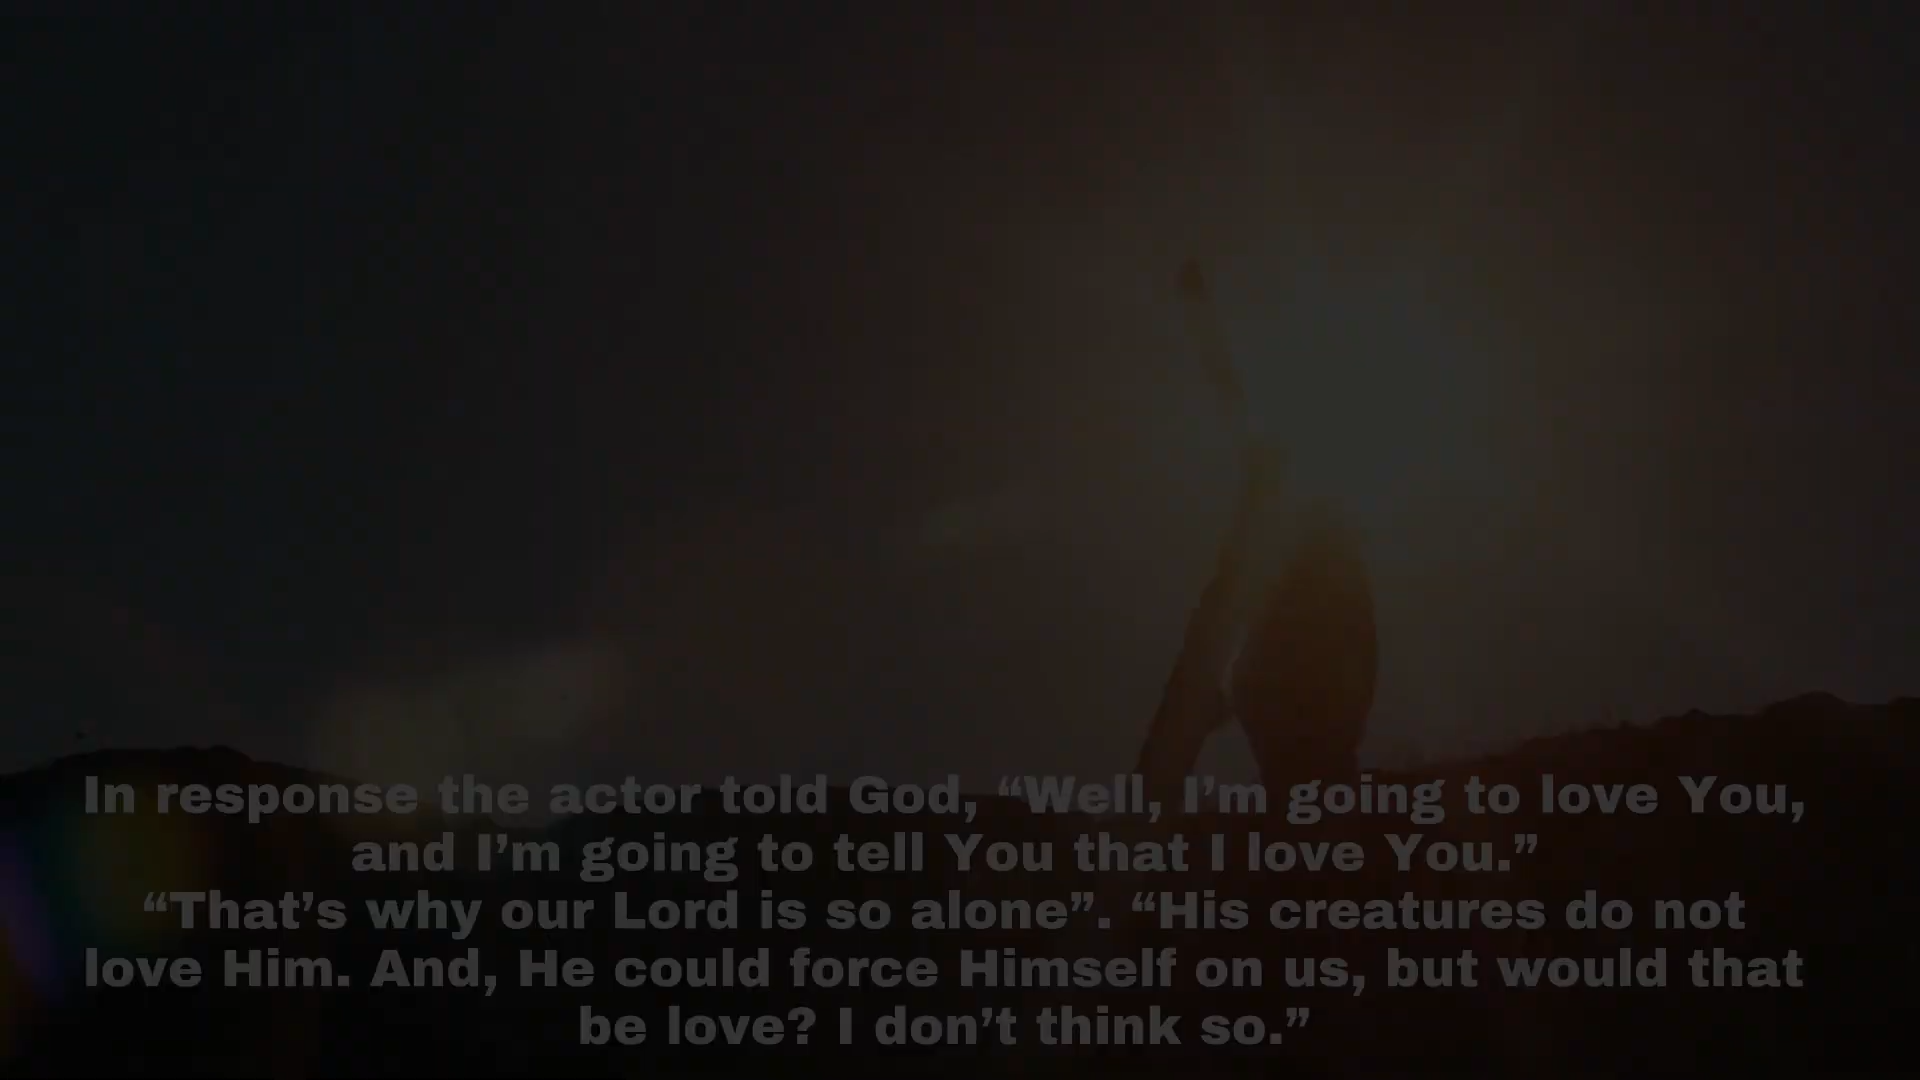 In response the actor told God, “Well, I’m going to love You,
and I’m going to tell You that I love You.”
“That’s why our Lord is so alone”. “His creatures do not
love Him. And, He could force Himself on us, but would that
be love? I don’t think so.”